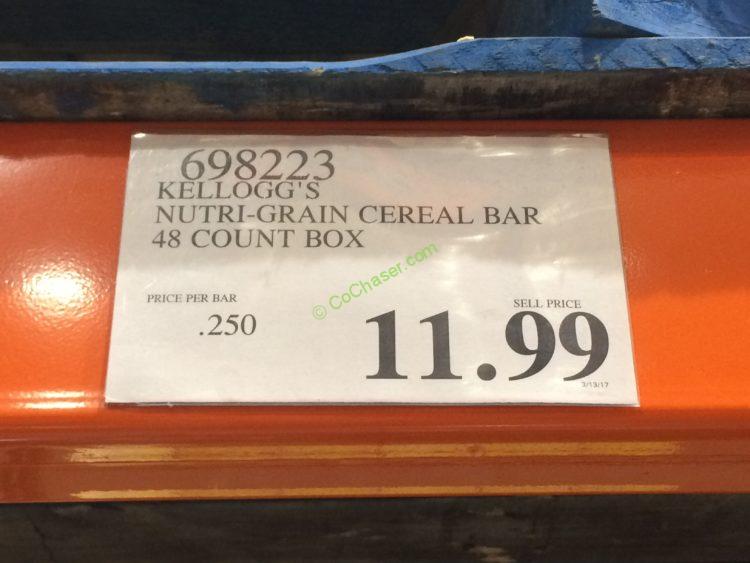 698223
KELLOGG'S
NUTRI-GRAIN CEREAL BAR
48 COUNT BOX
© CoChaser.com
PRICE PER BAR
.250
SELL PRICE
11.99
3/13/17